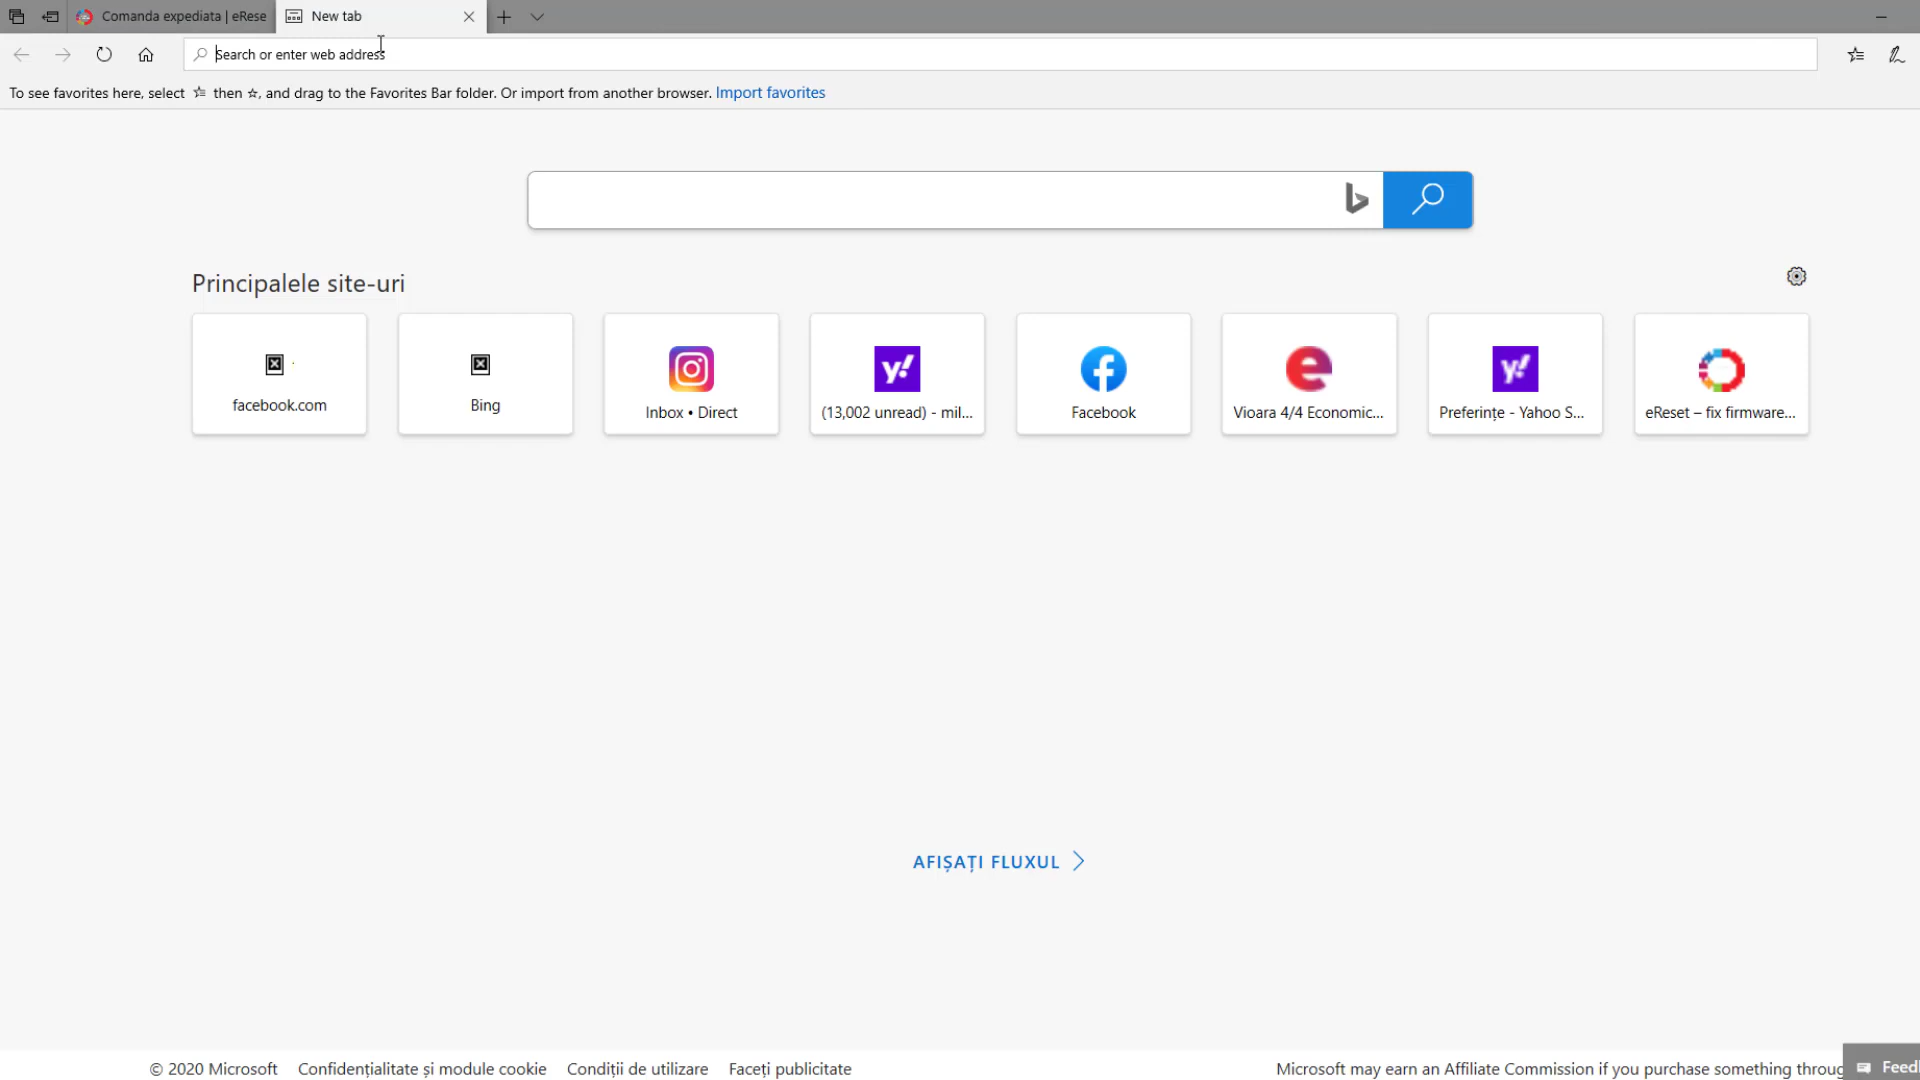 Comanda expediata | eRese
New tab
Search or enter web address
To see favorites here, select then, and drag to the Favorites Bar folder. Or import from another browser. Import favorites
Principalele site-uri
facebook.com
Bing
Inbox • Direct
(13,002 unread) - mil...
Facebook
Vioara 4/4 Economic...
Preferințe - Yahoo S...
eReset – fix firmware...
AFIȘAȚI FLUXUL
© 2020 Microsoft Confidențialitate și module cookie Condiții de utilizare Faceți publicitate Microsoft may earn an Affiliate Commission if you purchase something throug Feed